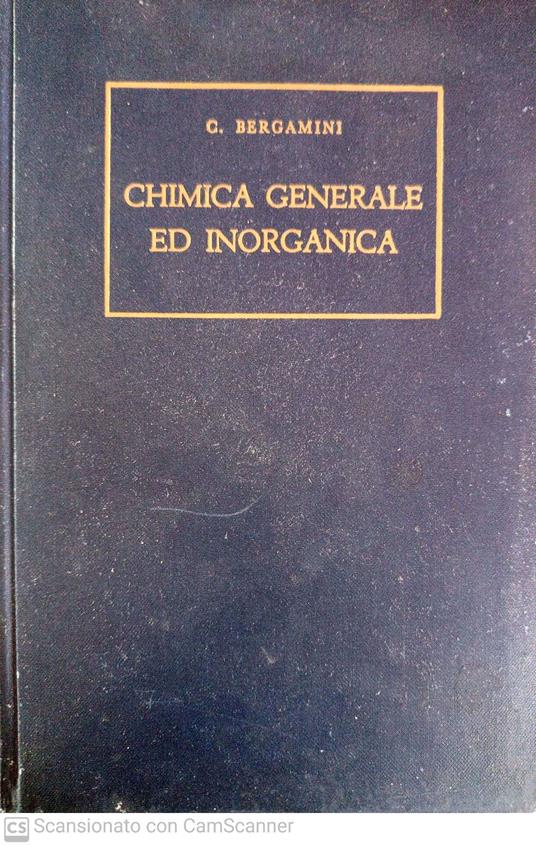 C. BERGAMINI
CHIMICA GENERALE
ED INORGANICA
CS Scansionato con CamScanner